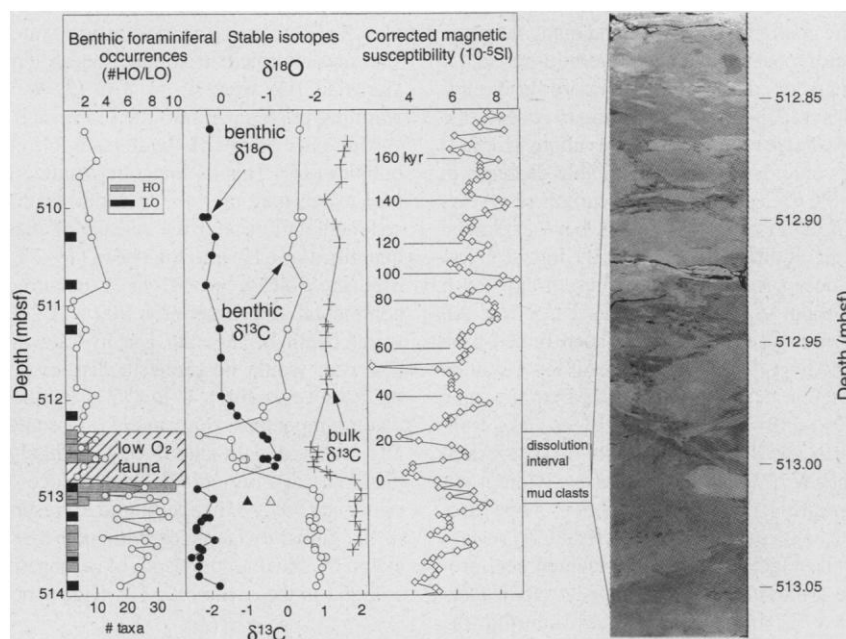 Benthic foraminiferal
occurrences
(#HO/LO)
Stable isotopes
δ18O
Corrected magnetic
susceptibility (10-5SI)
2 4 6 8 10
0 -1 -2
4 6 8
HO
LO
benthic
δ18O
benthic
δ13C
bulk
δ13C
low O2
fauna
160 kyr
140
120
100
80
60
40
20
0
Depth (mbsf)
510
511
512
513
514
dissolution
interval
mud clasts
0 10 20 30
# taxa
-2 -1 0 1 2
δ13C
512.85
512.90
512.95
513.00
513.05
Depth (mbsf)